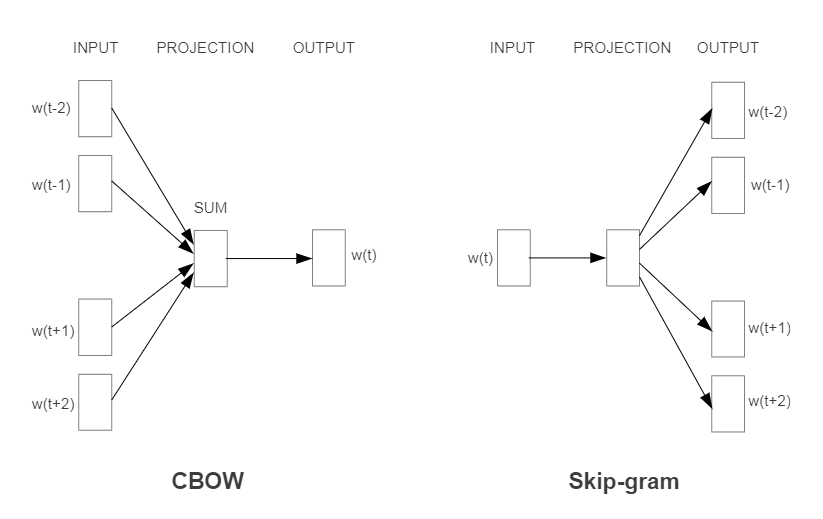 INPUT PROJECTION OUTPUT
w(t-2)
w(t-1)
SUM
w(t)
w(t+1)
w(t+2)
CBOW
INPUT PROJECTION OUTPUT
w(t-2)
w(t-1)
w(t)
w(t+1)
w(t+2)
Skip-gram